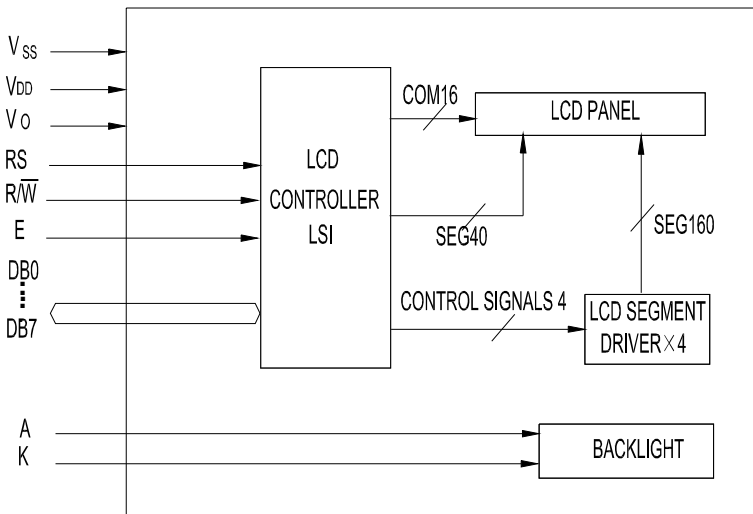 VSS
VDD
VO
RS
R/W̅
E
DB0
DB7
A
K
LCD
CONTROLLER
LSI
COM16
LCD PANEL
SEG40
SEG160
CONTROL SIGNALS 4
LCD SEGMENT
DRIVER×4
BACKLIGHT